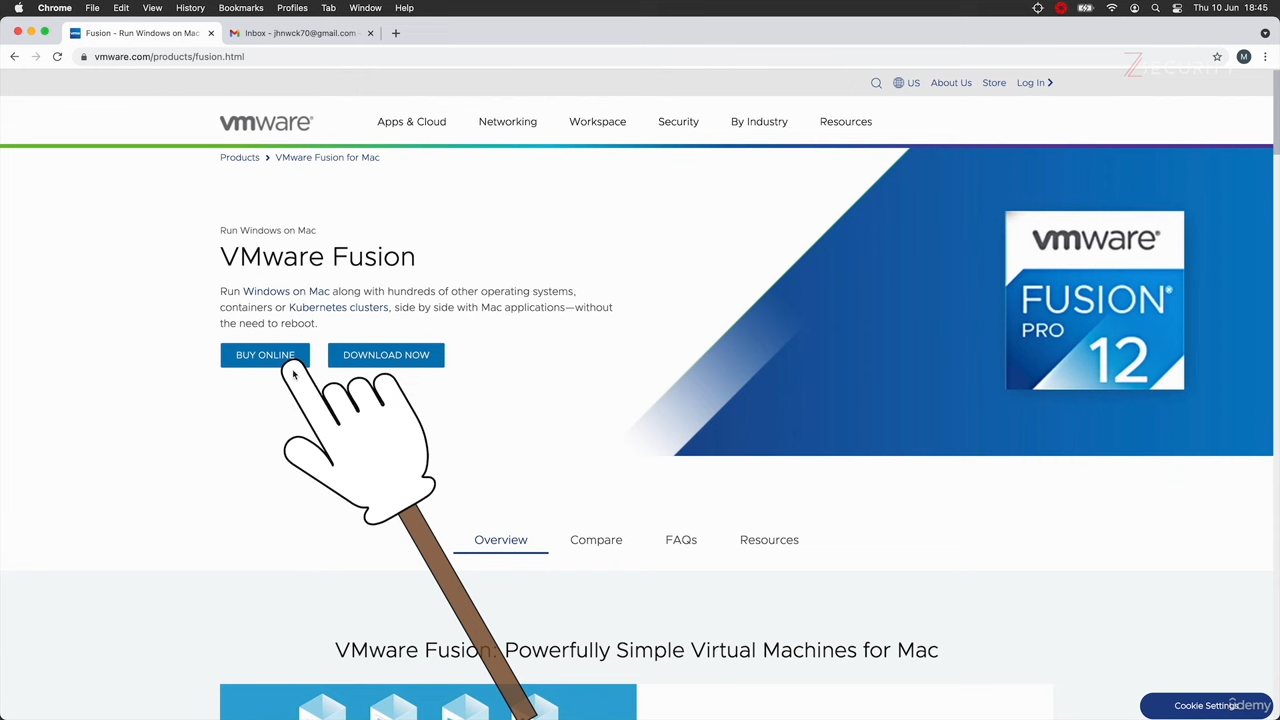 Chrome File Edit View History Bookmarks Profiles Tab Window Help Thu 10 Jun 18:45
Fusion - Run Windows on Mac Inbox - jhnwck70@gmail.com -
vmware.com/products/fusion.html M
ZSECURITY
US About Us Store Log In
vmware® Apps & Cloud Networking Workspace Security By Industry Resources
Products > VMware Fusion for Mac
Run Windows on Mac
VMware Fusion
Run Windows on Mac along with hundreds of other operating systems,
containers or Kubernetes clusters, side by side with Mac applications—without
the need to reboot.
BUY ONLINE DOWNLOAD NOW
vmware®
FUSION®
PRO
12
Overview Compare FAQs Resources
VMware Fusion: Powerfully Simple Virtual Machines for Mac
Cookie Settings
ûdemy